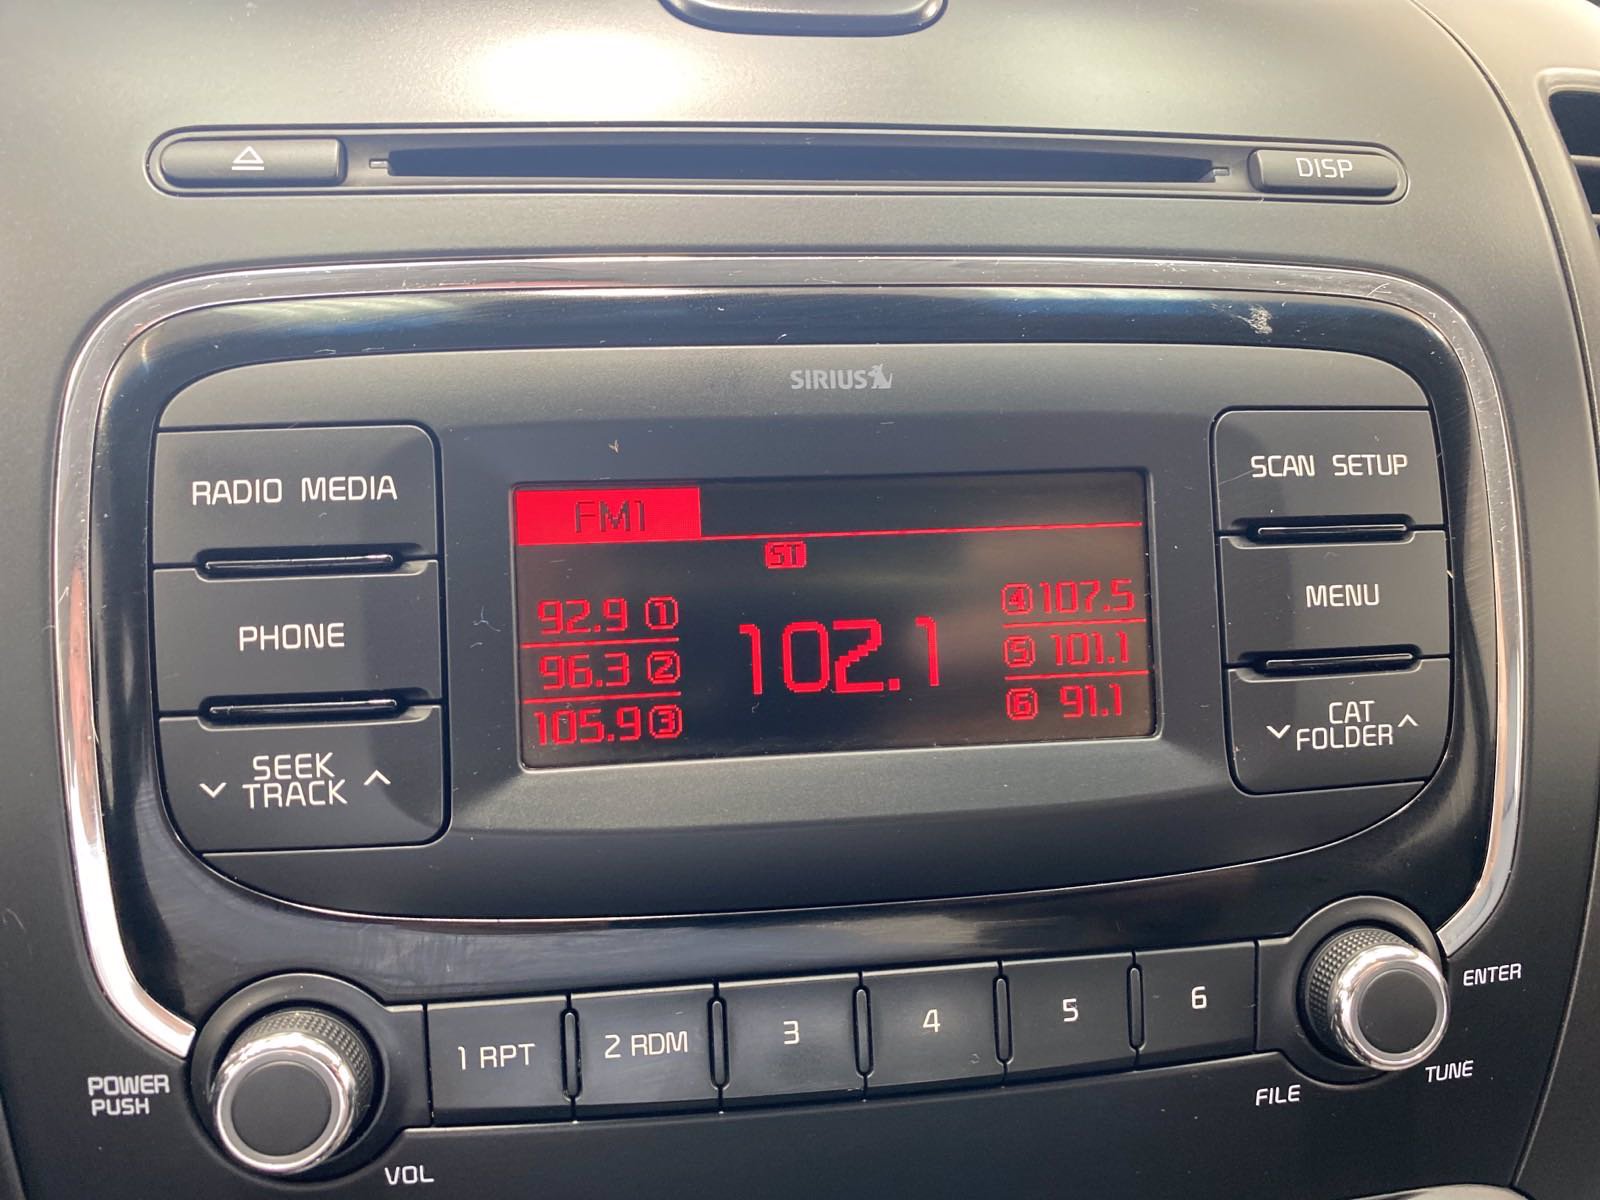 DISP
SIRIUS
RADIO MEDIA
PHONE
SEEK
TRACK
FM1
ST
92.9 1
96.3 2
105.9 3
102.1
4 107.5
5 101.1
6 91.1
SCAN SETUP
MENU
CAT
FOLDER
POWER
PUSH
VOL
1 RPT
2 RDM
3
4
5
6
ENTER
TUNE
FILE